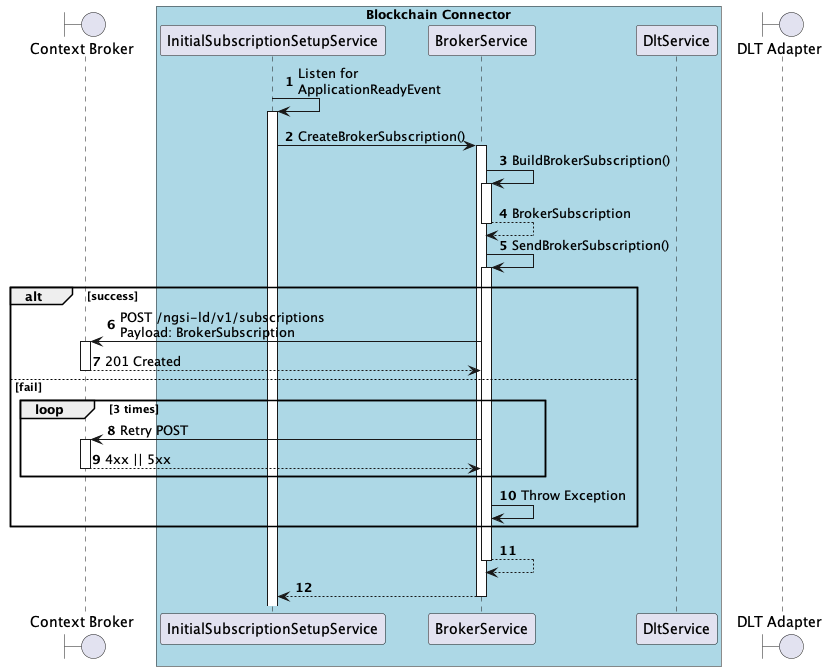 Blockchain Connector
Context Broker
InitialSubscriptionSetupService
BrokerService
DltService
DLT Adapter
1 Listen for
ApplicationReadyEvent
2 CreateBrokerSubscription()
3 BuildBrokerSubscription()
4 BrokerSubscription
5 SendBrokerSubscription()
alt [success]
6 POST /ngsi-ld/v1/subscriptions
Payload: BrokerSubscription
7 201 Created
[fail]
loop [3 times]
8 Retry POST
9 4xx || 5xx
10 Throw Exception
11
12
Context Broker
InitialSubscriptionSetupService
BrokerService
DltService
DLT Adapter